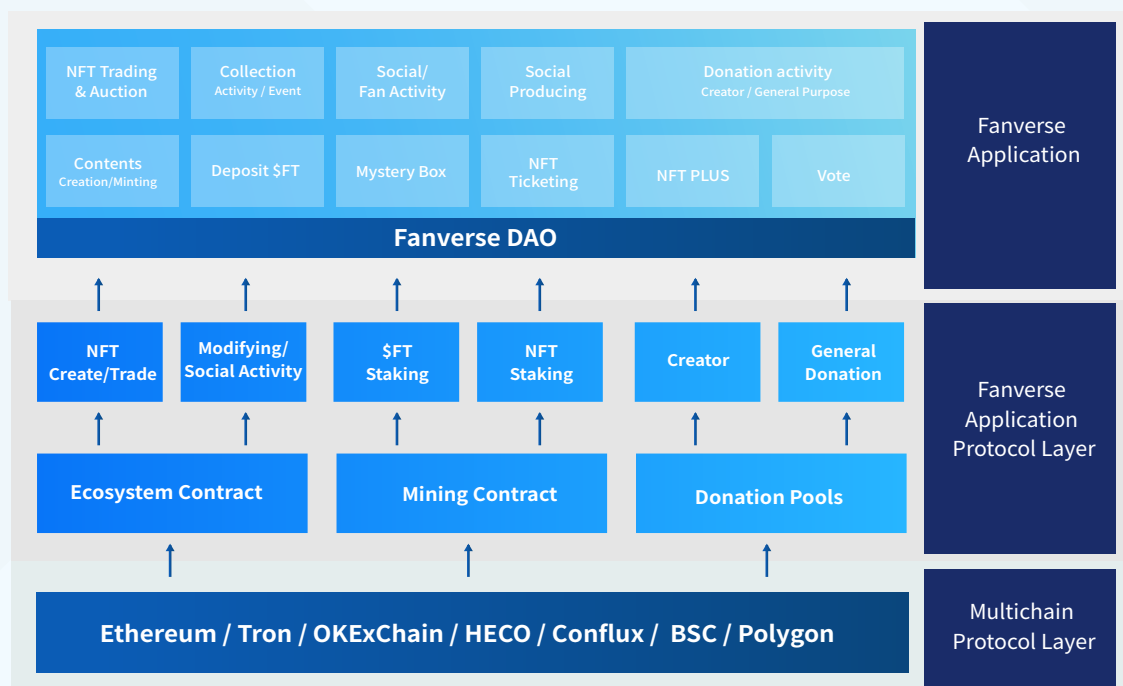 NFT Trading
& Auction
Collection
Activity / Event
Social/
Fan Activity
Social
Producing
Donation activity
Creator / General Purpose
Contents
Creation/Minting
Deposit $FT
Mystery Box
NFT
Ticketing
NFT PLUS
Vote
Fanverse DAO
Fanverse
Application
NFT
Create/Trade
Modifying/
Social Activity
$FT
Staking
NFT
Staking
Creator
General
Donation
Ecosystem Contract
Mining Contract
Donation Pools
Fanverse
Application
Protocol Layer
Ethereum / Tron / OKExChain / HECO / Conflux / BSC / Polygon
Multichain
Protocol Layer